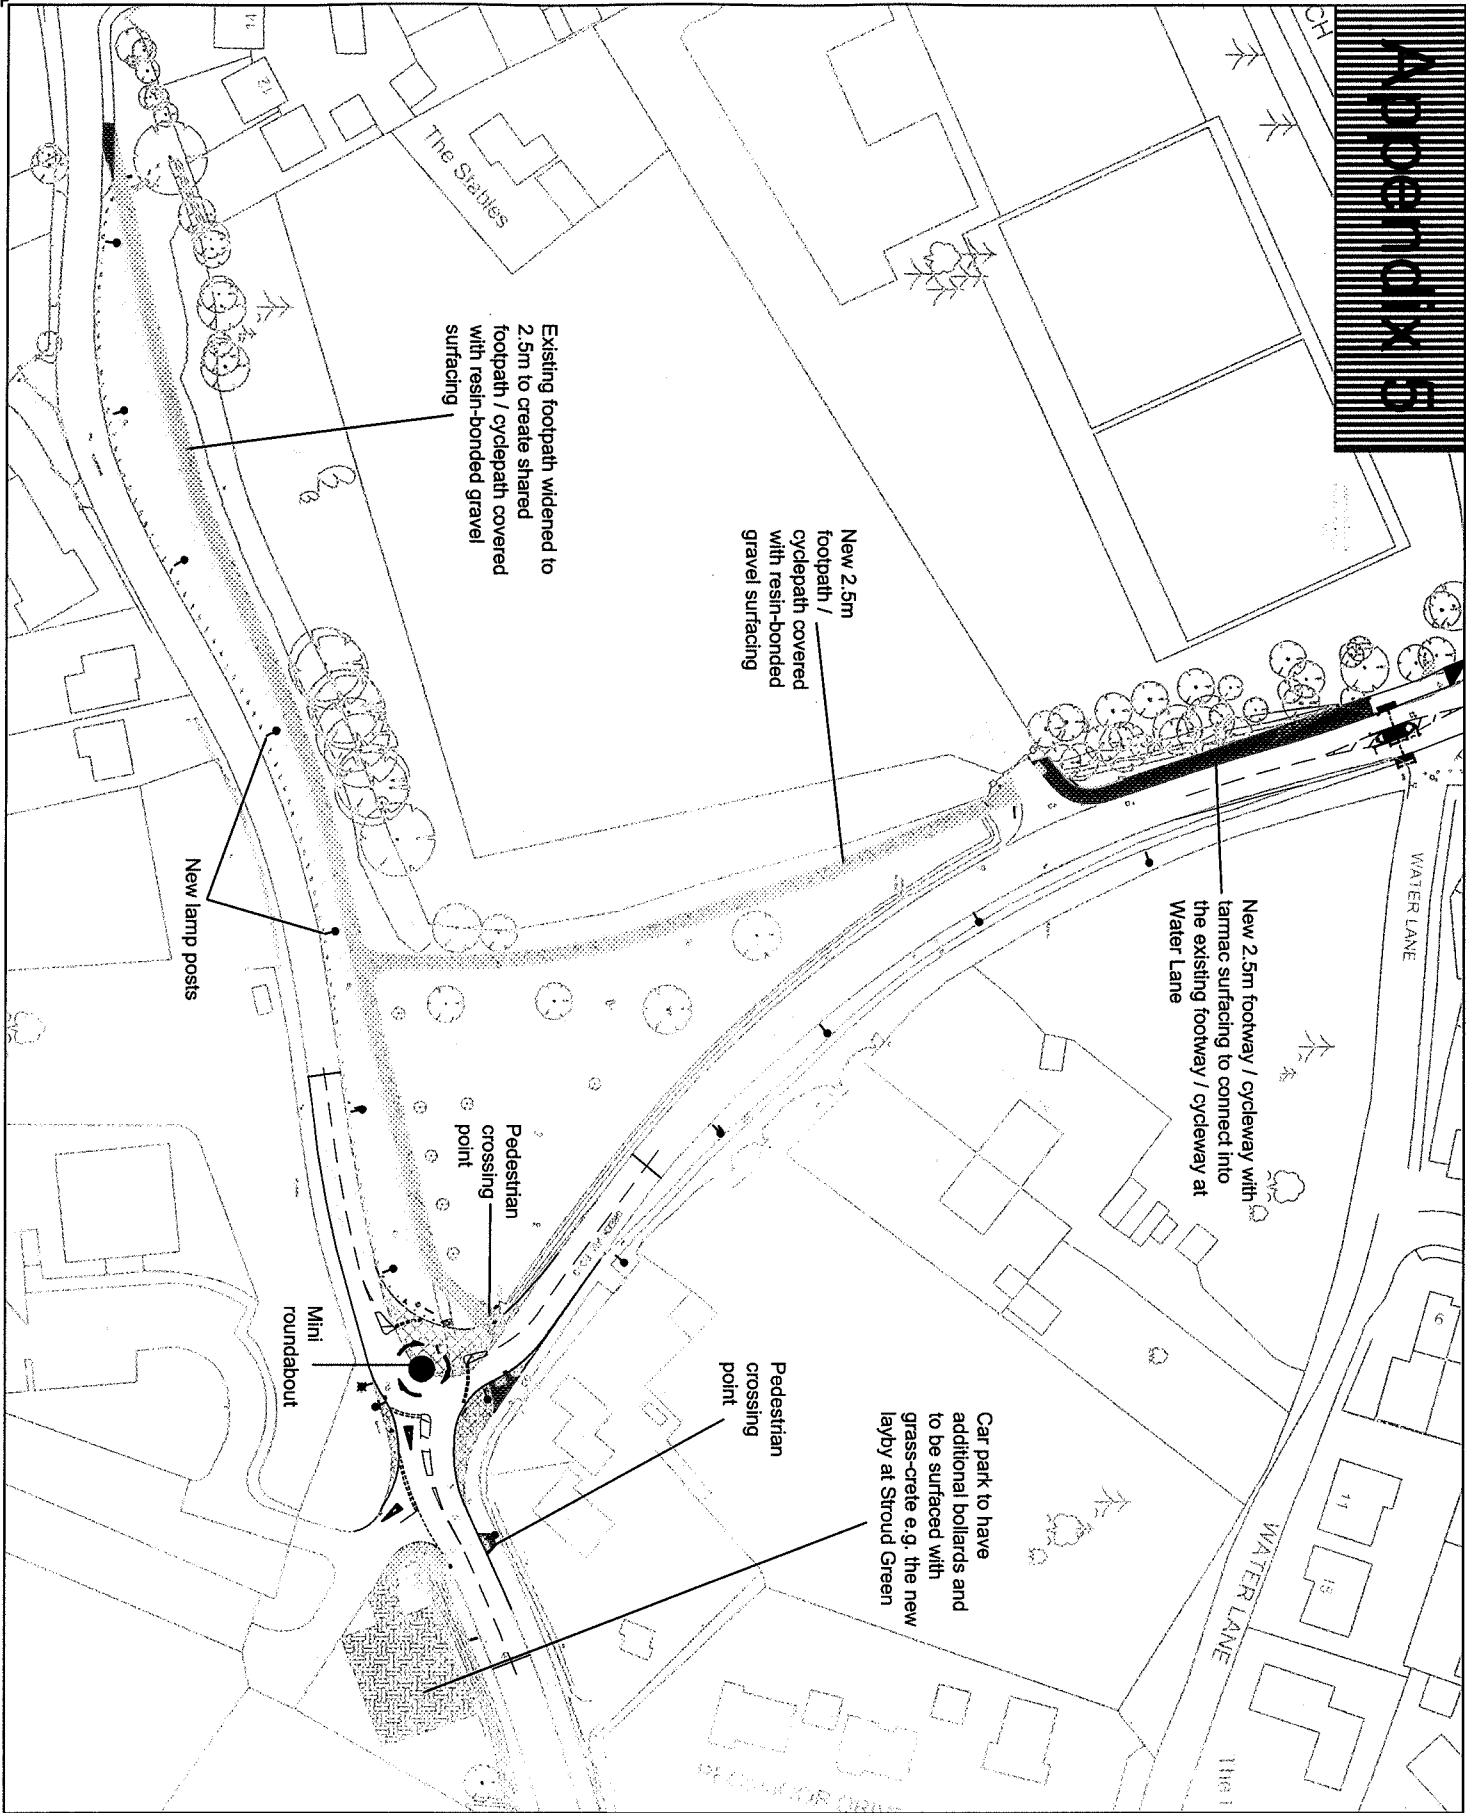 Appendix 5
CH
14
12
The Stables
Existing footpath widened to
2.5m to create shared
footpath / cyclepath covered
with resin-bonded gravel
surfacing
New 2.5m
footpath /
cyclepath covered
with resin-bonded
gravel surfacing
New 2.5m footway / cycleway with
tarmac surfacing to connect into
the existing footway / cycleway at
Water Lane
WATER LANE
New lamp posts
Pedestrian
crossing
point
Mini
roundabout
Pedestrian
crossing
point
Car park to have
additional bollards and
to be surfaced with
grass-crete e.g. the new
layby at Stroud Green
6
11
WATER LANE